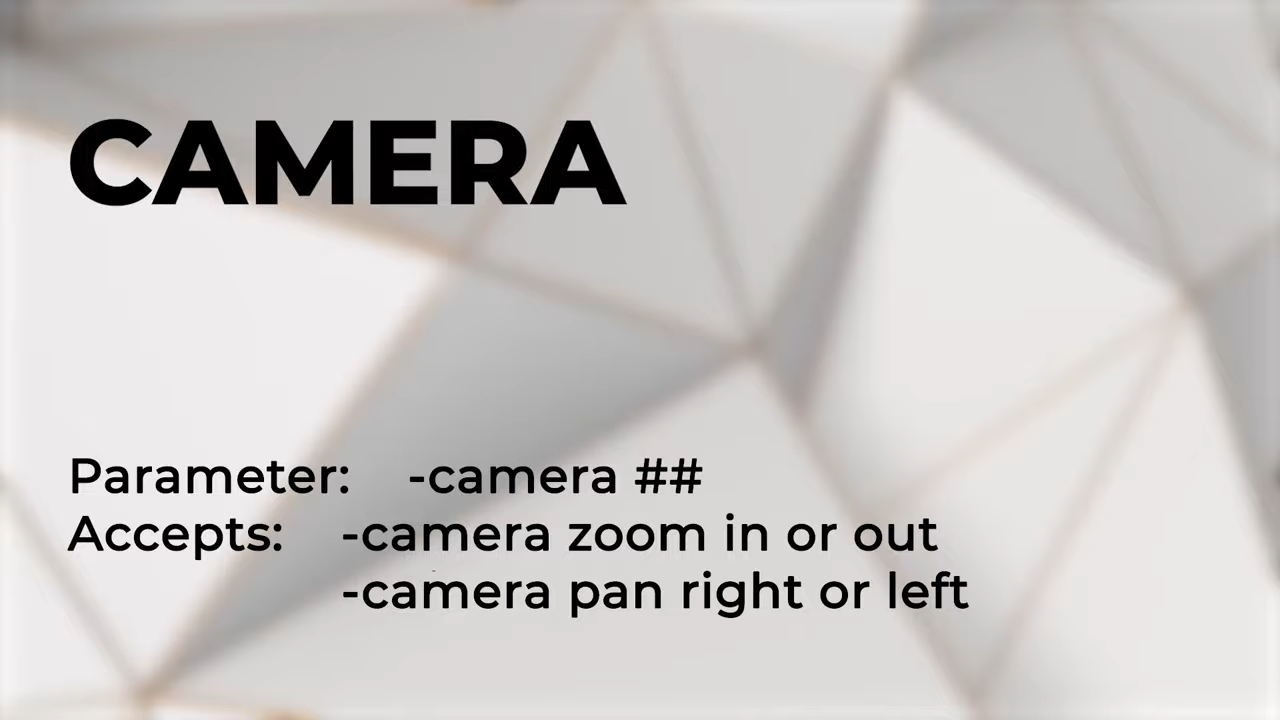 CAMERA
Parameter: -camera ##
Accepts: -camera zoom in or out
-camera pan right or left